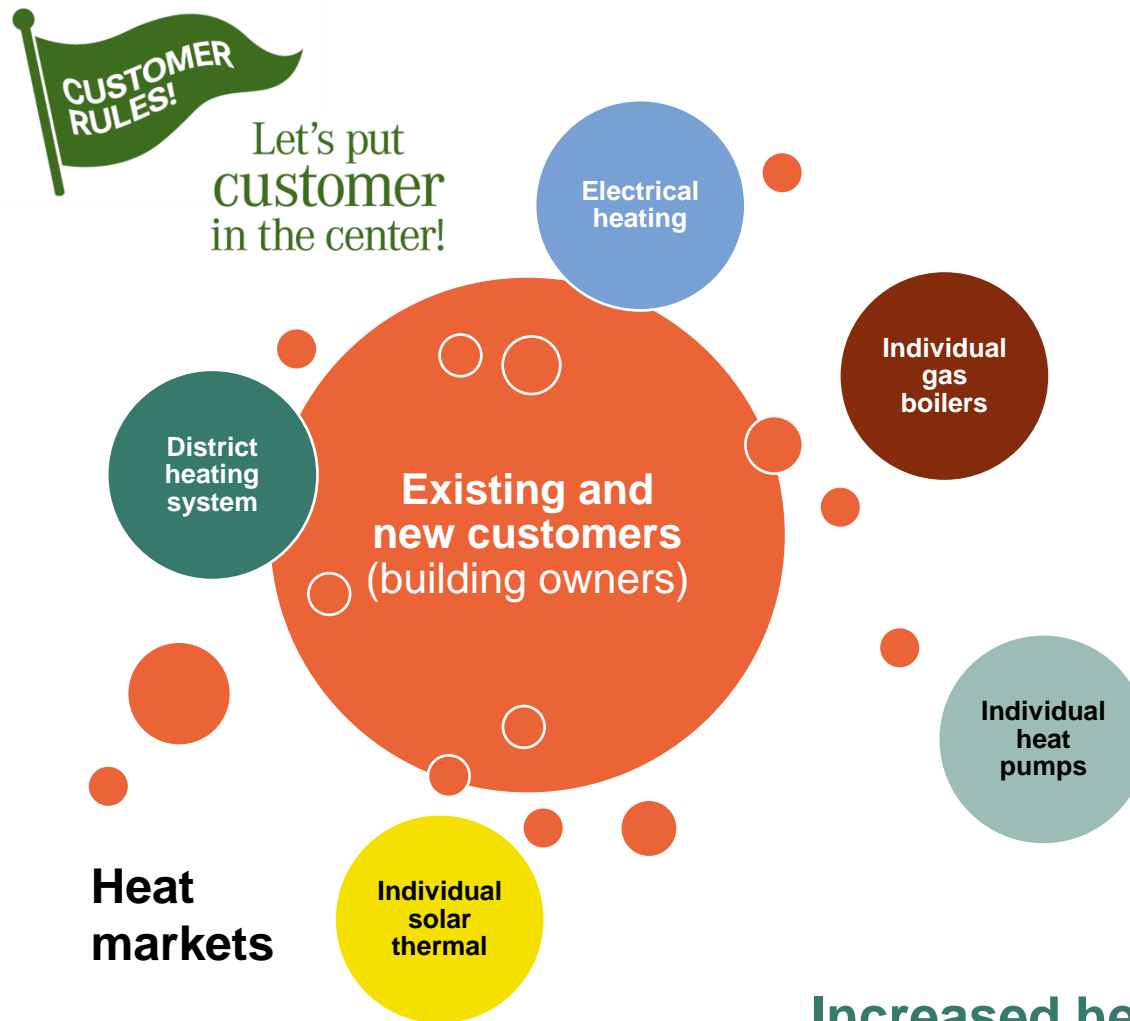 CUSTOMER
RULES!
Let's put
customer
in the center!
Electrical
heating
Individual
gas
boilers
District
heating
system
Existing and
new customers
(building owners)
Individual
heat
pumps
Heat
markets
Individual
solar
thermal
Increased